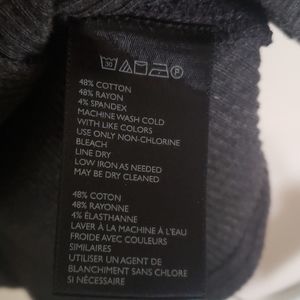 30
P
48% COTTON
48% RAYON
4% SPANDEX
MACHINE WASH COLD
WITH LIKE COLORS
USE ONLY NON-CHLORINE
BLEACH
LINE DRY
LOW IRON AS NEEDED
MAY BE DRY CLEANED
48% COTON
48% RAYONNE
4% ÉLASTHANNE
LAVER À LA MACHINE À L'EAU
FROIDE AVEC COULEURS
SIMILAIRES
UTILISER UN AGENT DE
BLANCHIMENT SANS CHLORE
SI NÉCESSAIRE